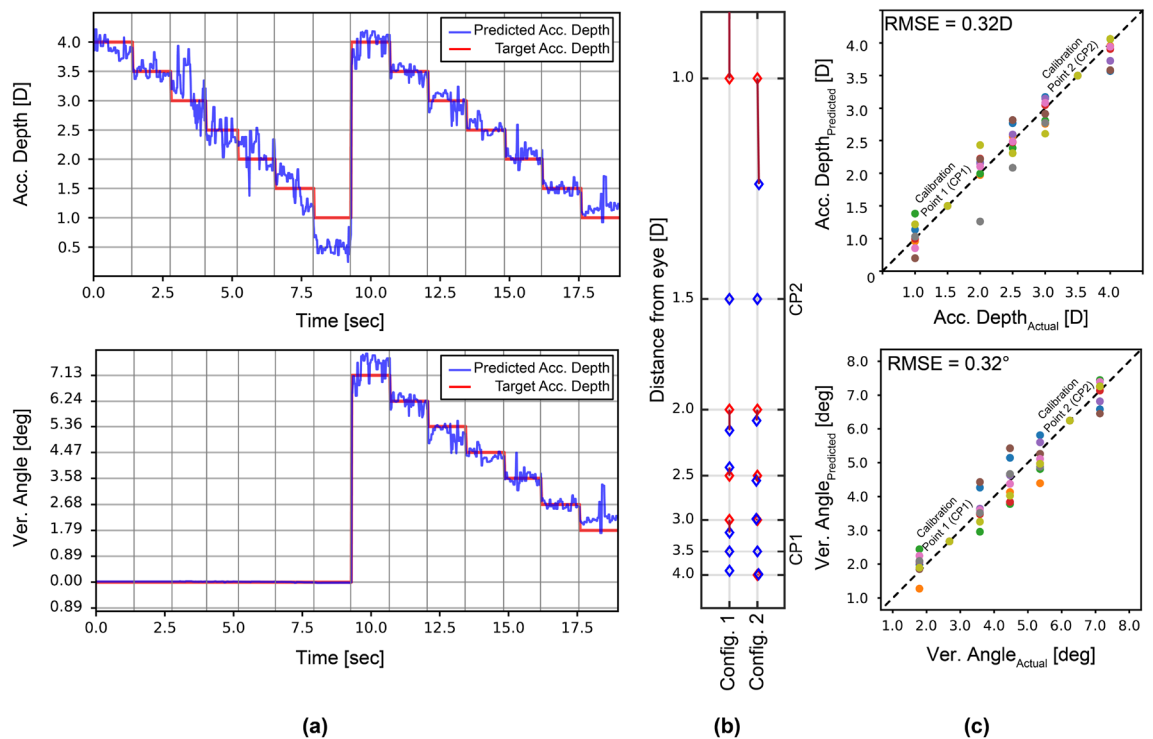 Acc. Depth [D]
4.0
3.5
3.0
2.5
2.0
1.5
1.0
0.5
Predicted Acc. Depth
Target Acc. Depth
0.0 2.5 5.0 7.5 10.0 12.5 15.0 17.5
Time [sec]
Ver. Angle [deg]
7.13
6.24
5.36
4.47
3.58
2.68
1.79
0.89
0.00
0.89
Predicted Acc. Depth
Target Acc. Depth
0.0 2.5 5.0 7.5 10.0 12.5 15.0 17.5
Time [sec]
(a)
Distance from eye [D]
1.0
1.5
2.0
2.5
3.0
3.5
4.0
CP2
CP1
Config. 1
Config. 2
(b)
RMSE = 0.32D
Acc. Depth Predicted [D]
4.0
3.5
3.0
2.5
2.0
1.5
1.0
0
Calibration
Point 2 (CP2)
Calibration
Point 1 (CP1)
1.0 1.5 2.0 2.5 3.0 3.5 4.0
Acc. Depth Actual [D]
RMSE = 0.32°
Ver. Angle Predicted [deg]
8.0
7.0
6.0
5.0
4.0
3.0
2.0
1.0
Calibration
Point 2 (CP2)
Calibration
Point 1 (CP1)
1.0 2.0 3.0 4.0 5.0 6.0 7.0 8.0
Ver. Angle Actual [deg]
(c)